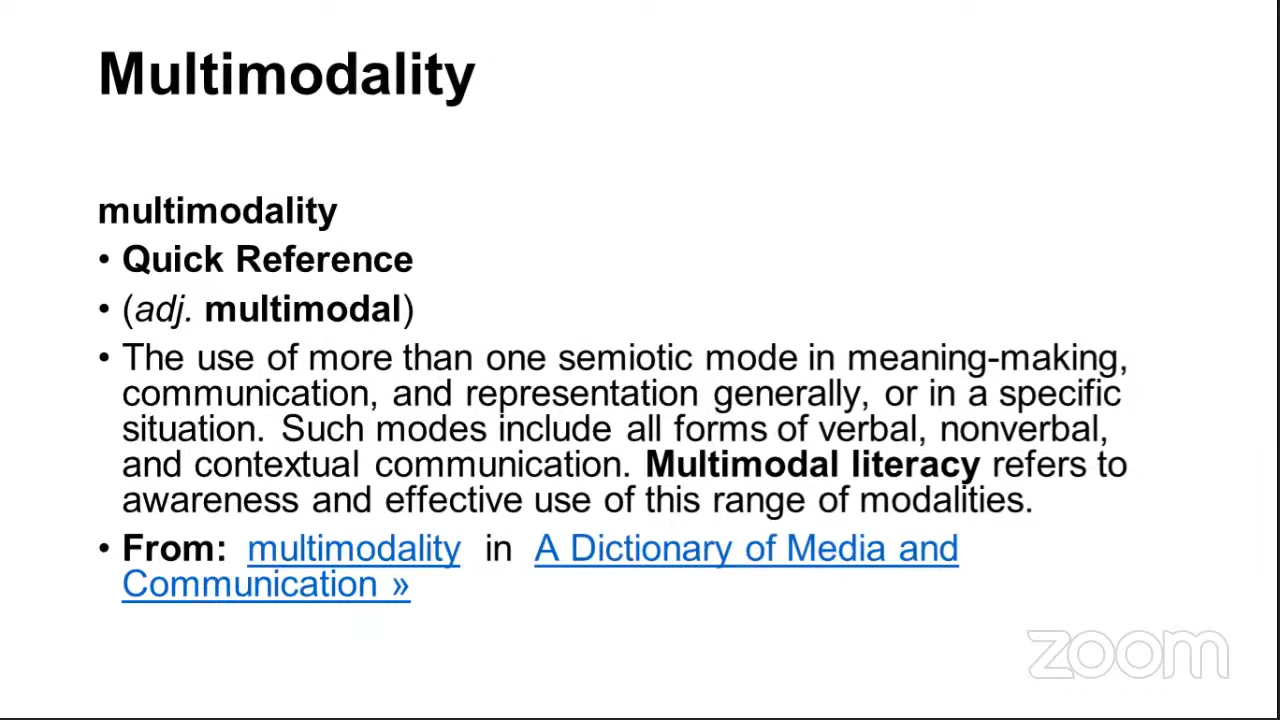 Multimodality
multimodality
• Quick Reference
• (adj. multimodal)
• The use of more than one semiotic mode in meaning-making,
communication, and representation generally, or in a specific
situation. Such modes include all forms of verbal, nonverbal,
and contextual communication. Multimodal literacy refers to
awareness and effective use of this range of modalities.
• From: multimodality in A Dictionary of Media and
Communication »
zoom